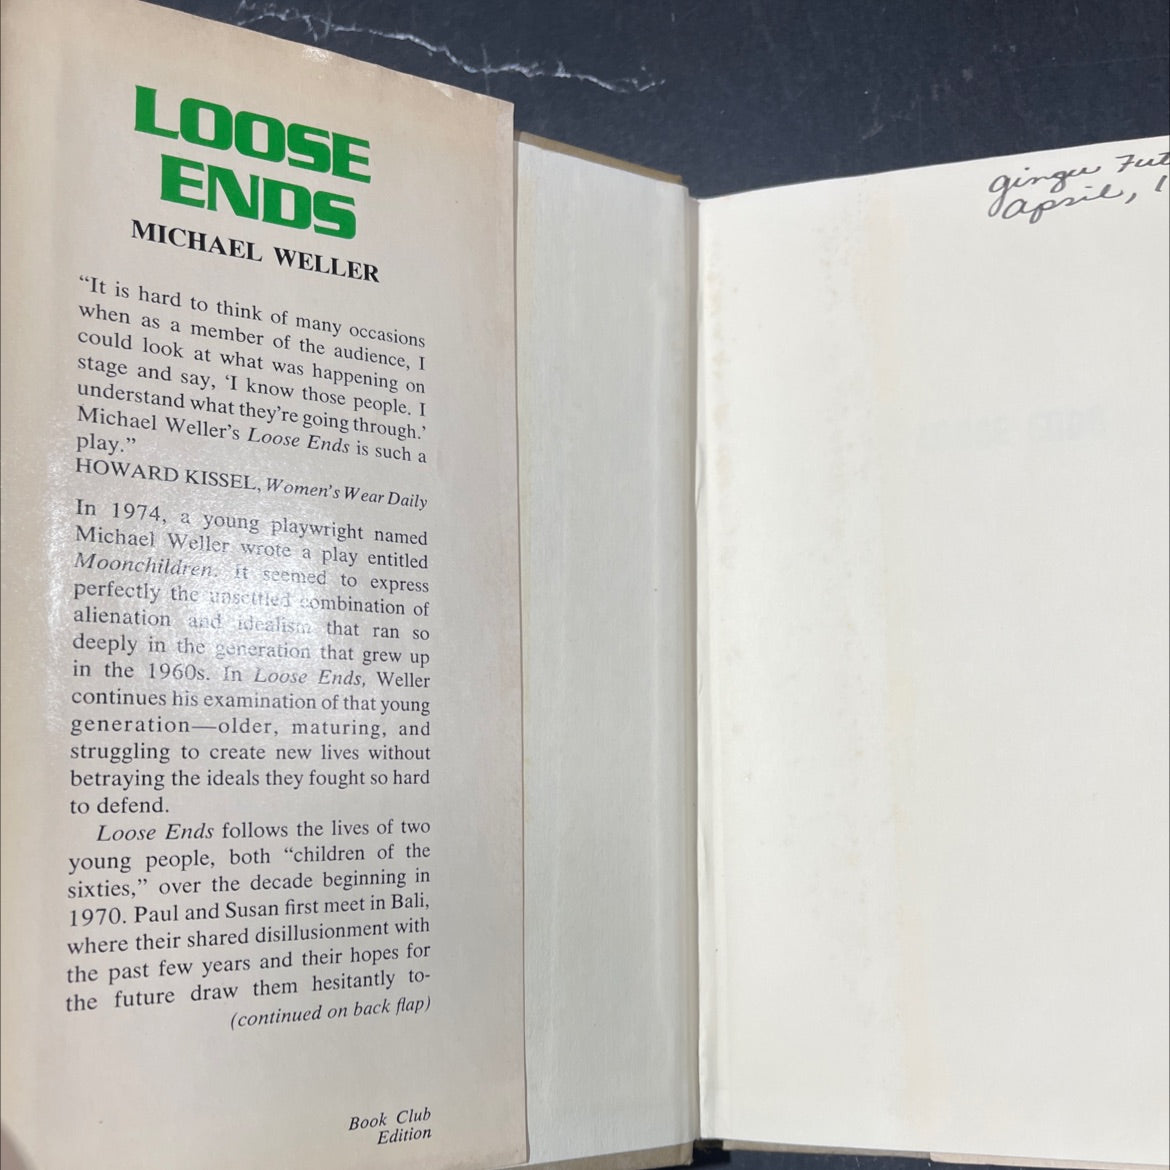 LOOSE
ENDS
MICHAEL WELLER
“It is hard to think of many occasions
when as a member of the audience, I
could look at what was happening on
stage and say, ‘I know those people. I
understand what they’re going through.’
Michael Weller’s Loose Ends is such a
play.”
HOWARD KISSEL, Women’s Wear Daily
In 1974, a young playwright named
Michael Weller wrote a play entitled
Moonchildren. It seemed to express
perfectly the unsettled combination of
alienation and idealism that ran so
deeply in the generation that grew up
in the 1960s. In Loose Ends, Weller
continues his examination of that young
generation—older, maturing, and
struggling to create new lives without
betraying the ideals they fought so hard
to defend.
Loose Ends follows the lives of two
young people, both “children of the
sixties,” over the decade beginning in
1970. Paul and Susan first meet in Bali,
where their shared disillusionment with
the past few years and their hopes for
the future draw them hesitantly to-
(continued on back flap)
Book Club
Edition
April, 1